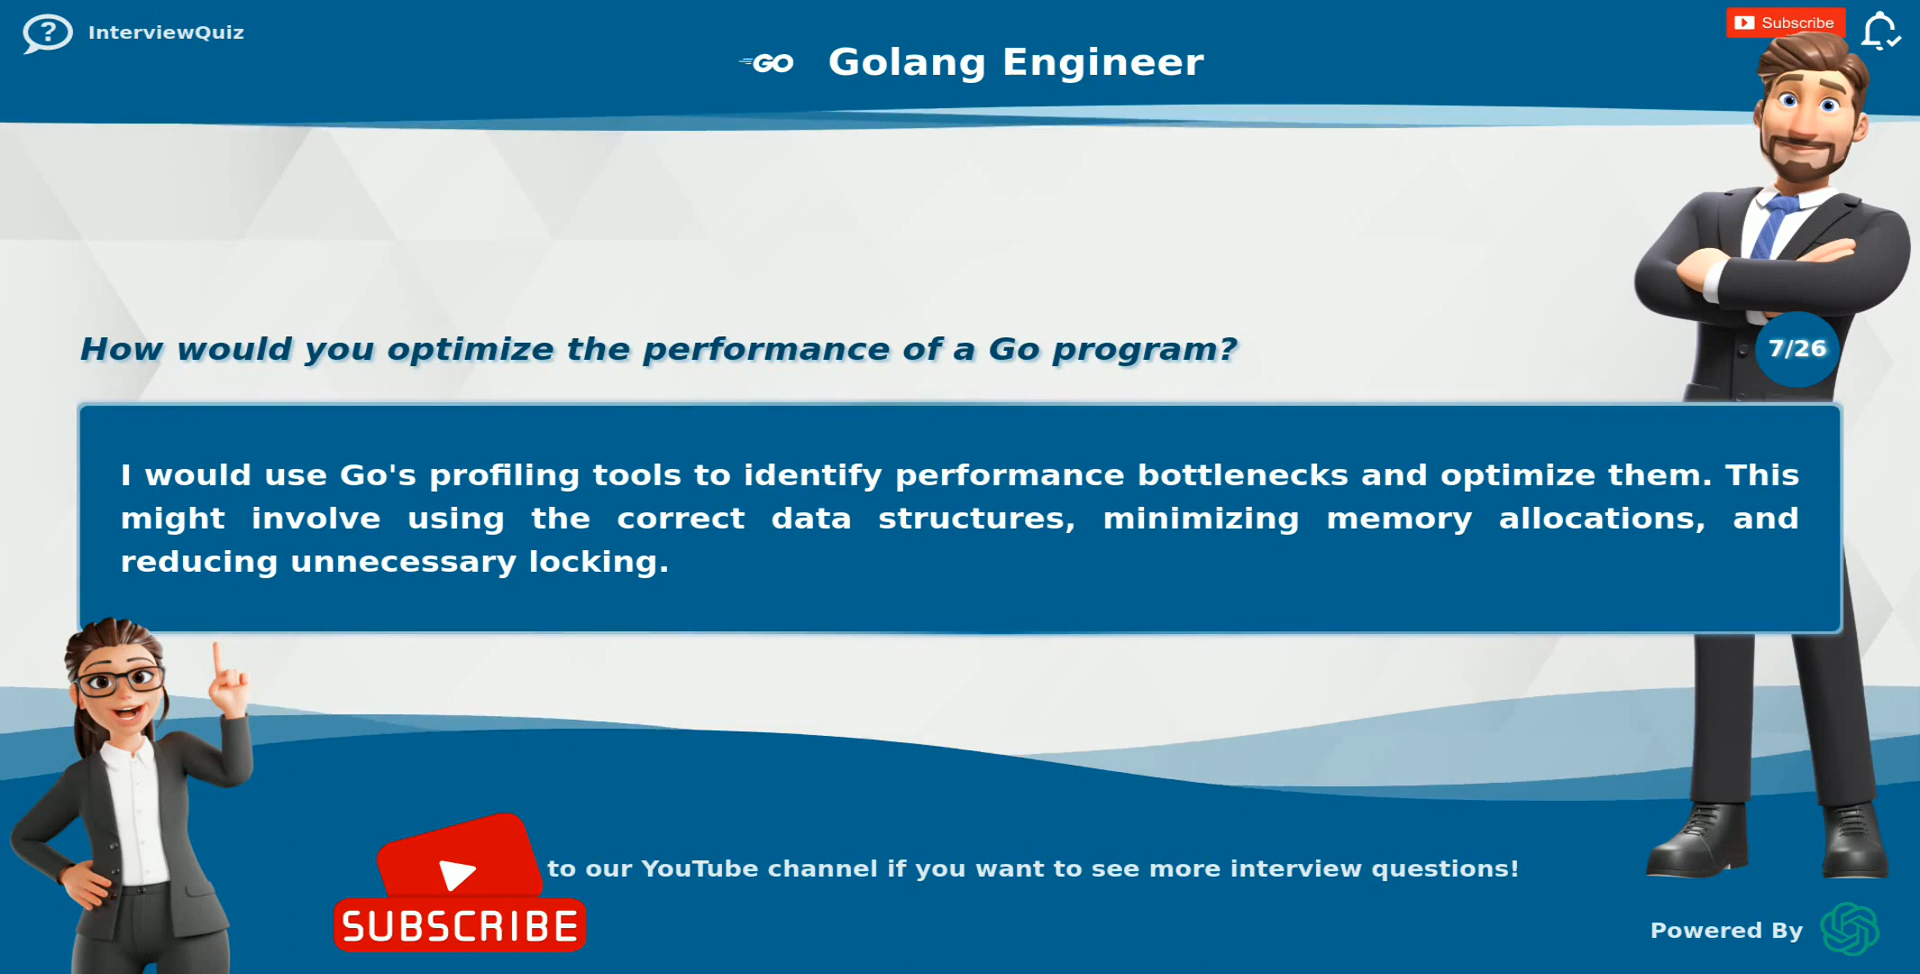 InterviewQuiz
Subscribe
GO Golang Engineer
How would you optimize the performance of a Go program?
7/26
I would use Go's profiling tools to identify performance bottlenecks and optimize them. This
might involve using the correct data structures, minimizing memory allocations, and
reducing unnecessary locking.
to our YouTube channel if you want to see more interview questions!
SUBSCRIBE
Powered By